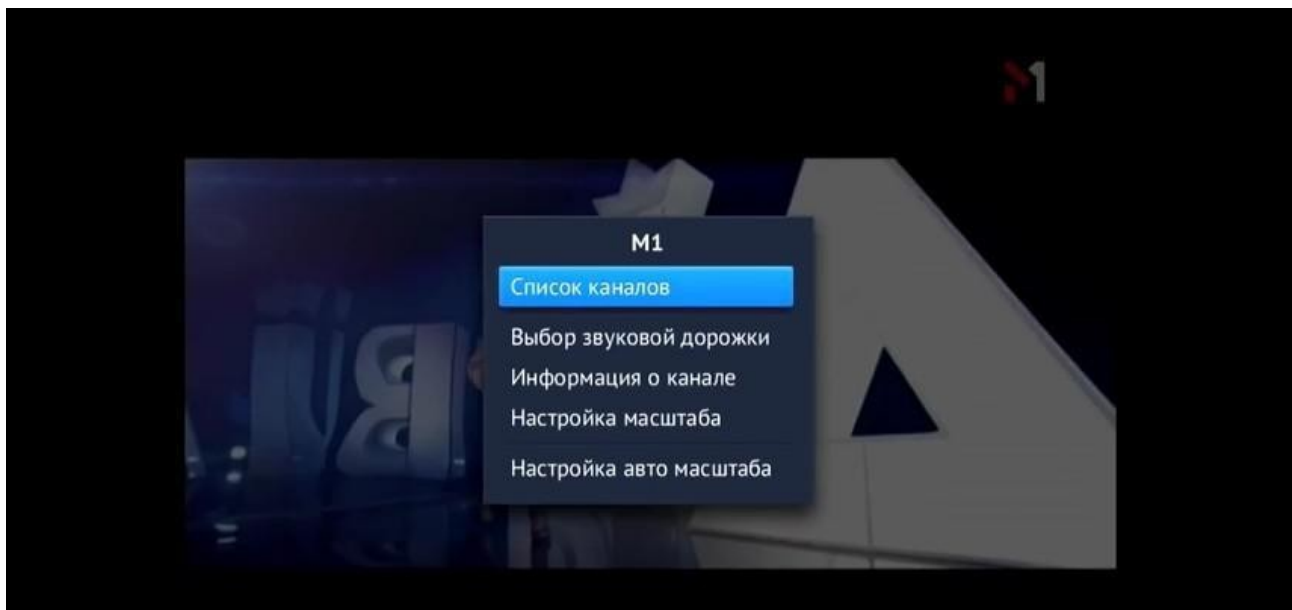 M1
M1
Список каналов
Выбор звуковой дорожки
Информация о канале
Настройка масштаба
Настройка авто масштаба